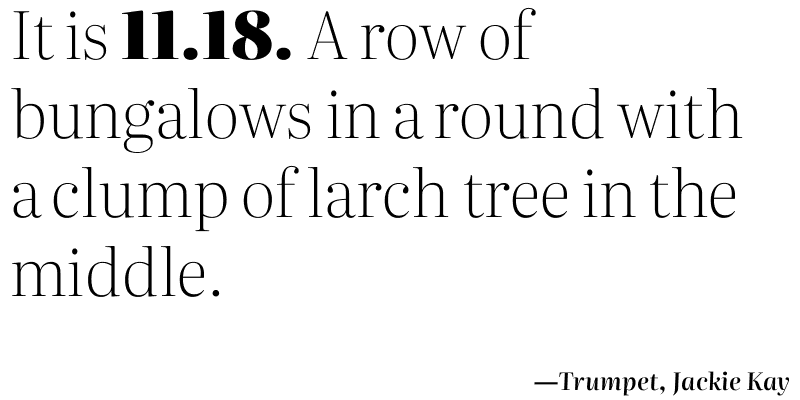 It is 11.18. A row of
bungalows in a round with
a clump of larch tree in the
middle.
—Trumpet, Jackie Kay